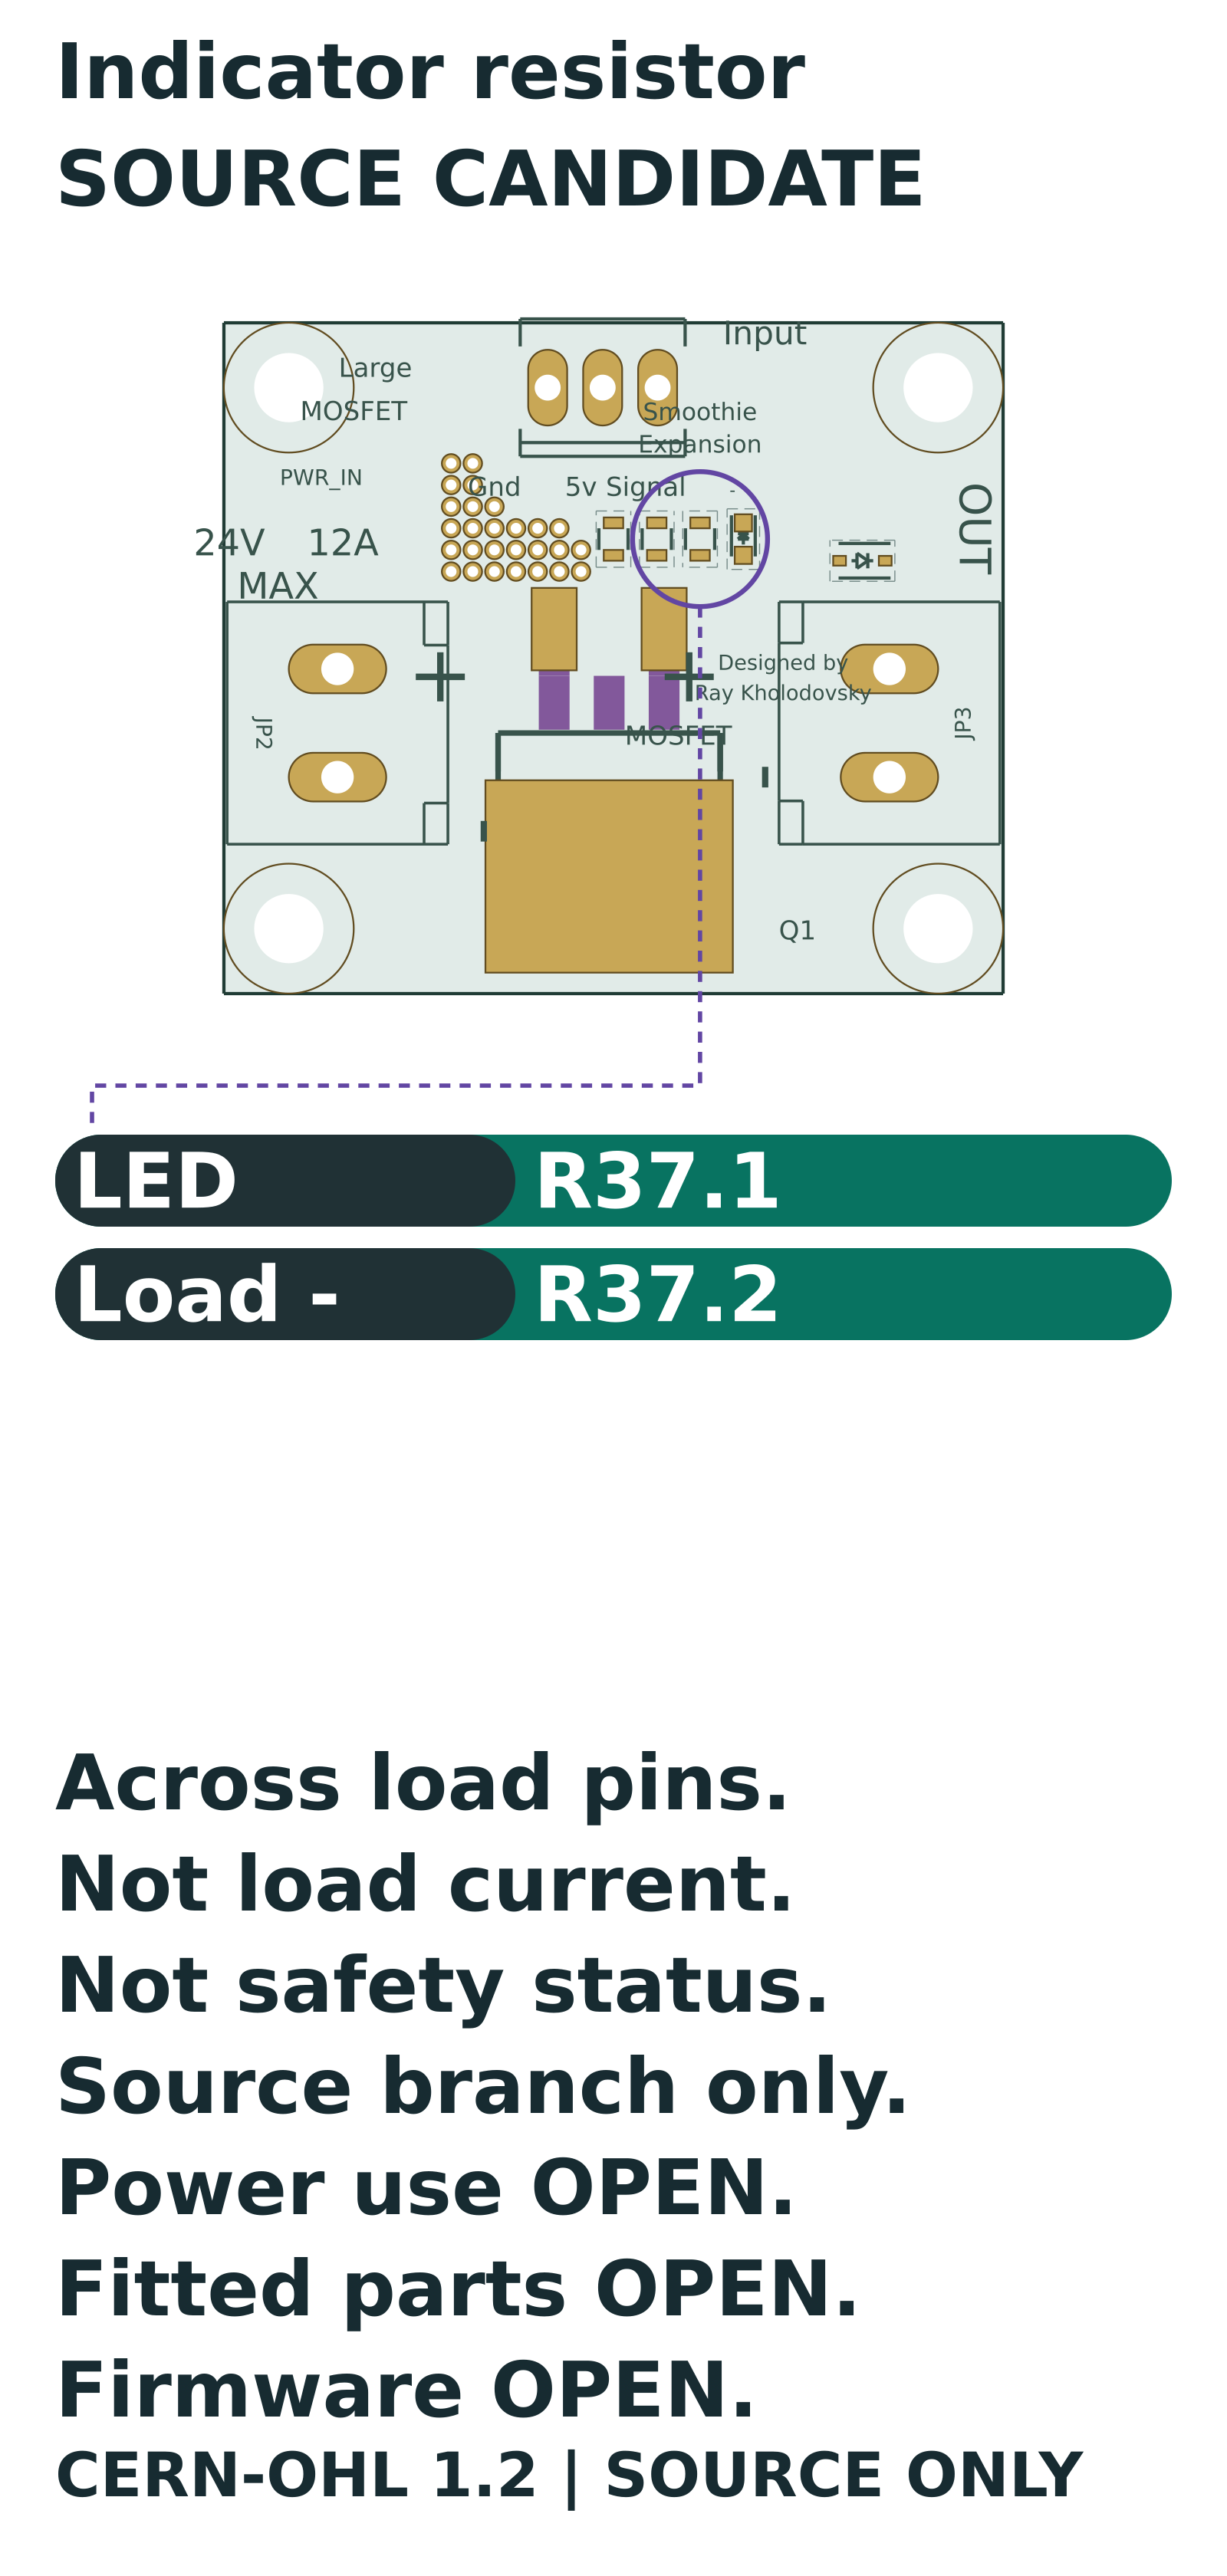 Indicator resistor
SOURCE CANDIDATE
Input
Large
MOSFET
Smoothie
Expansion
PWR_IN
Gnd
5v Signal
-
OUT
24V 12A
MAX
Designed by
Ray Kholodovsky
JP2
JP3
MOSFET
Q1
LED R37.1
Load - R37.2
Across load pins.
Not load current.
Not safety status.
Source branch only.
Power use OPEN.
Fitted parts OPEN.
Firmware OPEN.
CERN-OHL 1.2 | SOURCE ONLY